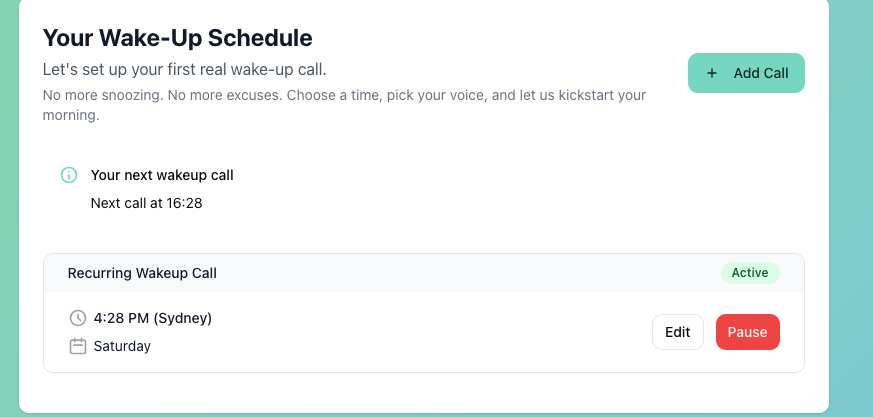 Your Wake-Up Schedule
Let's set up your first real wake-up call.
No more snoozing. No more excuses. Choose a time, pick your voice, and let us kickstart your
morning.
+ Add Call
Your next wakeup call
Next call at 16:28
Recurring Wakeup Call
Active
4:28 PM (Sydney)
Saturday
Edit
Pause